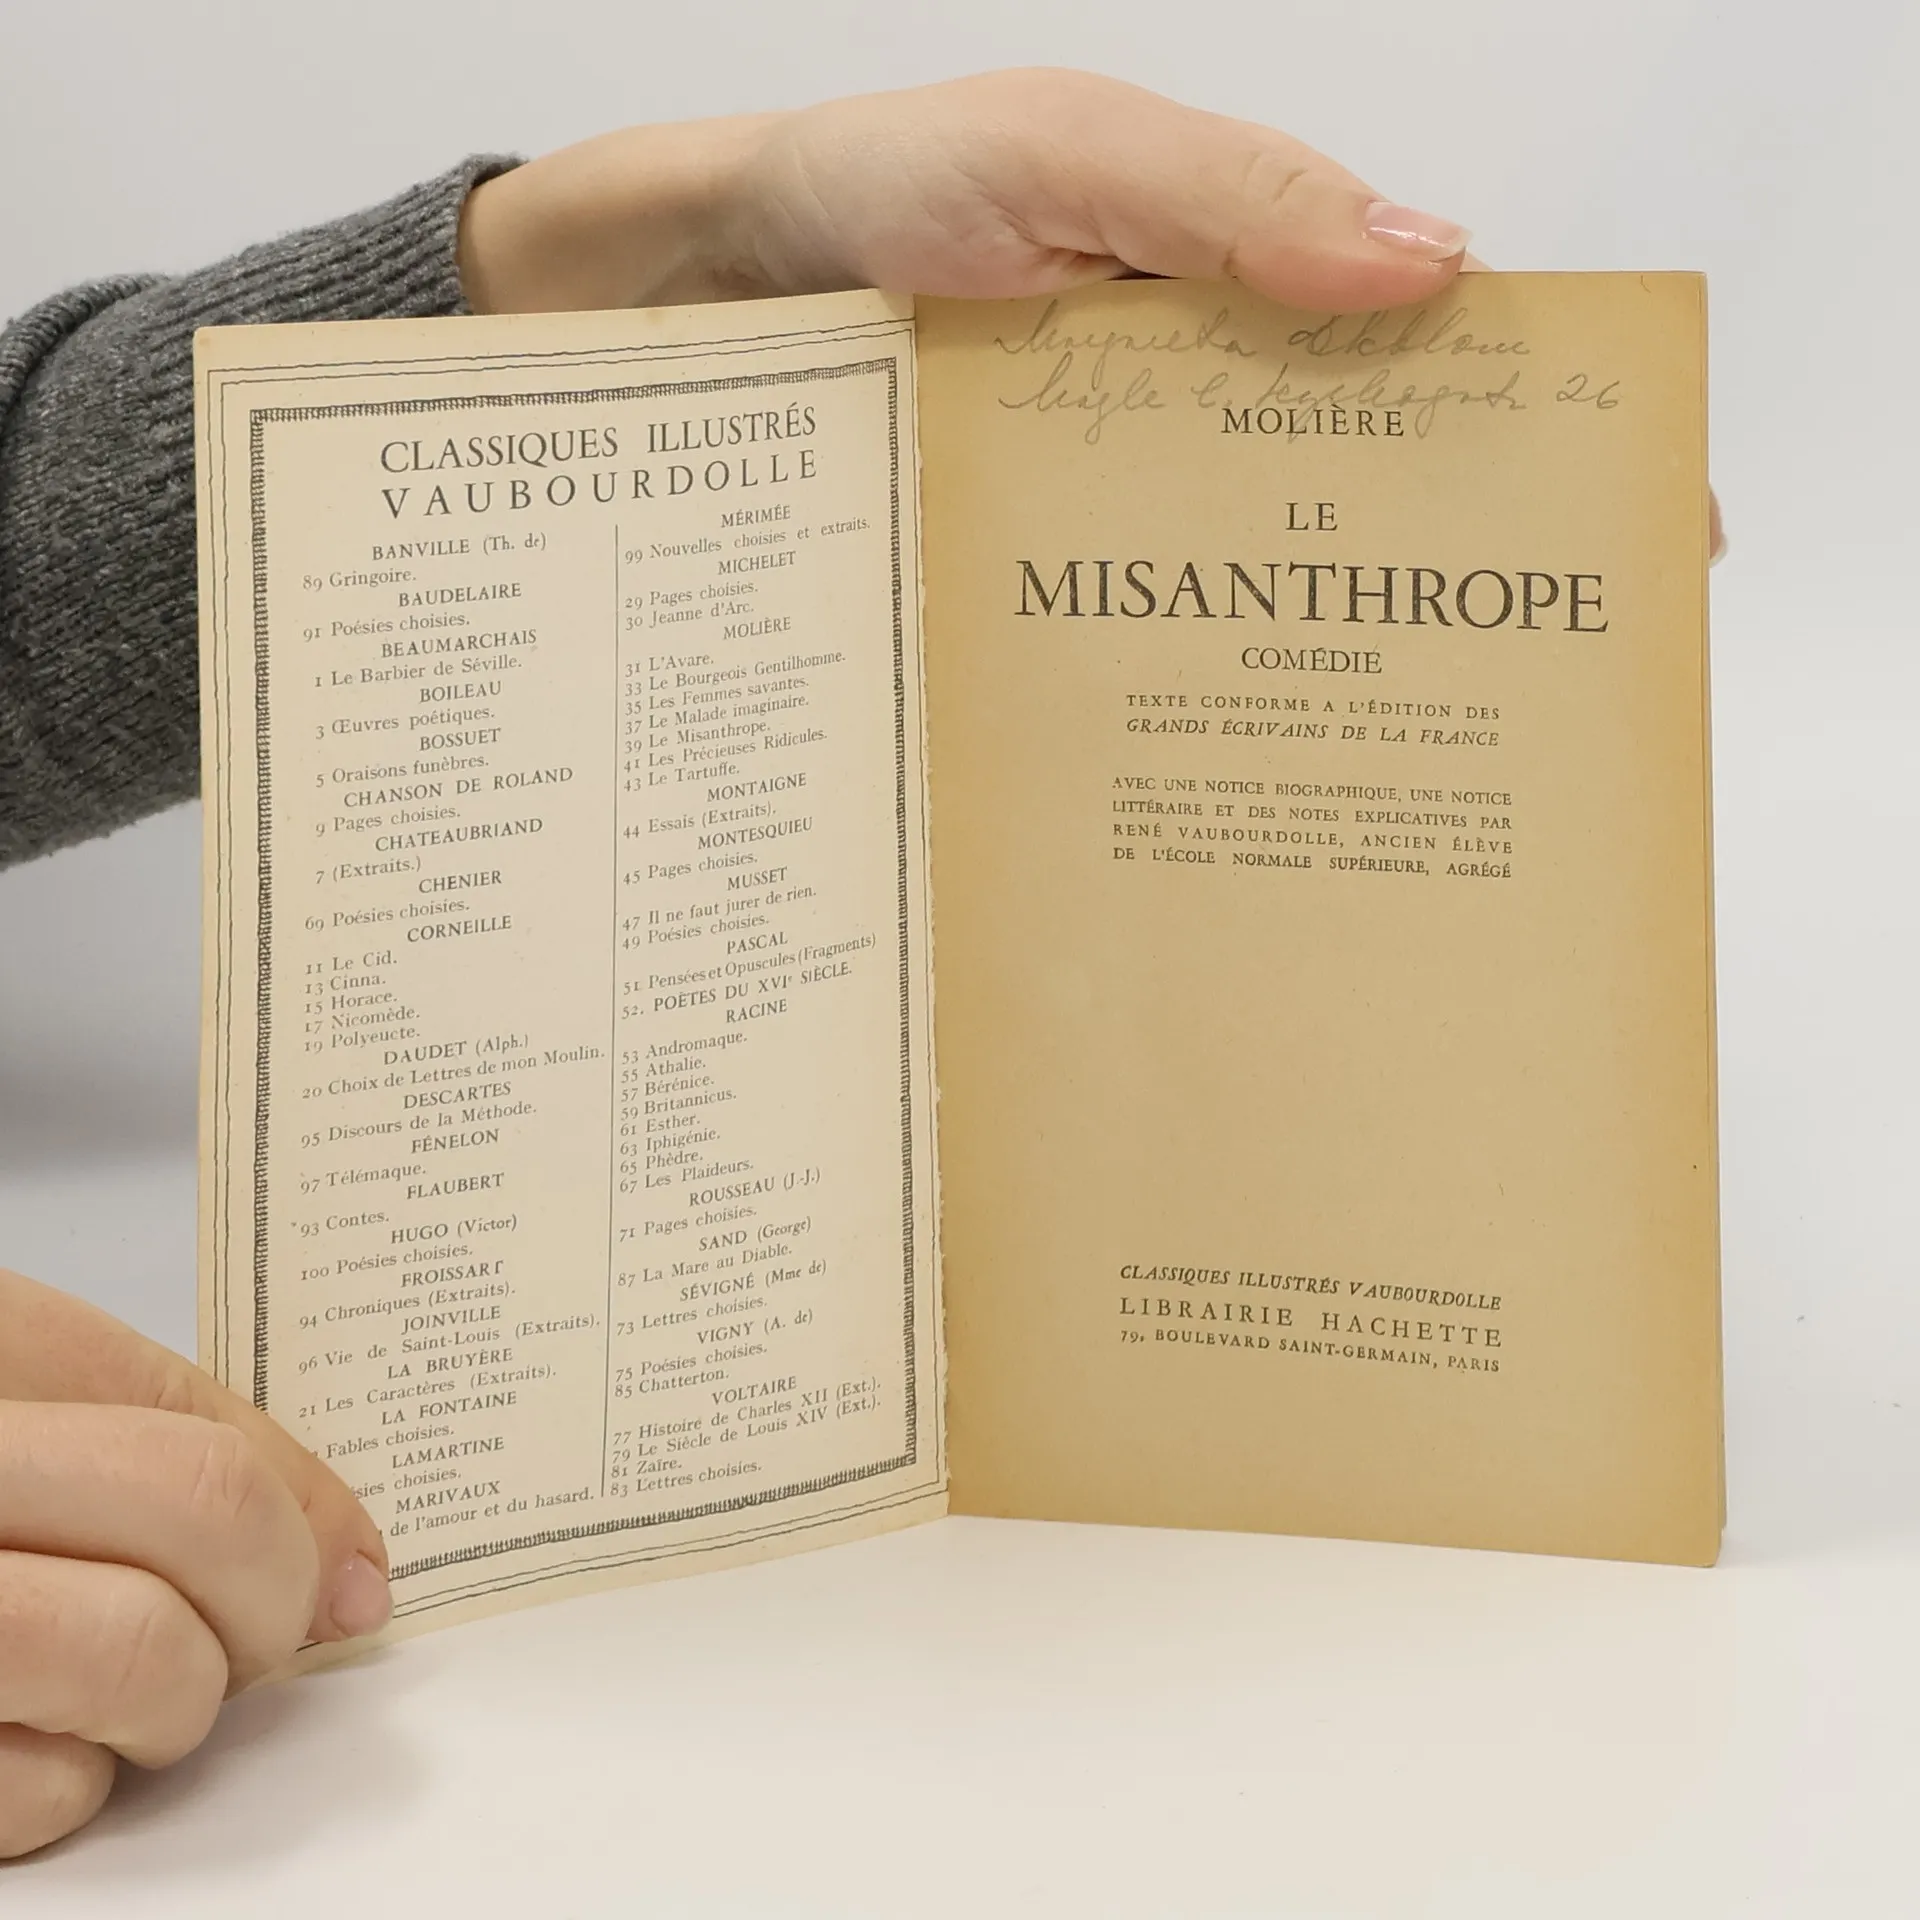 CLASSIQUES ILLUSTRÉS
VAUBOURDOLLE
BANVILLE (Th. de)
89 Gringoire.
BAUDELAIRE
91 Poésies choisies.
BEAUMARCHAIS
1 Le Barbier de Séville.
BOILEAU
3 Œuvres poétiques.
BOSSUET
5 Oraisons funèbres.
CHANSON DE ROLAND
9 Pages choisies.
CHATEAUBRIAND
7 (Extraits.)
CHENIER
69 Poésies choisies.
CORNEILLE
11 Le Cid.
13 Cinna.
15 Horace.
17 Nicomède.
19 Polyeucte.
DAUDET (Alph.)
20 Choix de Lettres de mon Moulin.
DESCARTES
95 Discours de la Méthode.
FÉNELON
97 Télémaque.
FLAUBERT
93 Contes.
HUGO (Victor)
100 Poésies choisies.
FROISSART
94 Chroniques (Extraits).
JOINVILLE
96 Vie de Saint-Louis (Extraits).
LA BRUYÈRE
21 Les Caractères (Extraits).
LA FONTAINE
Fables choisies.
LAMARTINE
choisies.
MARIVAUX
de l'amour et du hasard.
MÉRIMÉE
99 Nouvelles choisies et extraits.
MICHELET
29 Pages choisies.
30 Jeanne d'Arc.
MOLIÈRE
31 L'Avare.
33 Le Bourgeois Gentilhomme.
35 Les Femmes savantes.
37 Le Malade imaginaire.
39 Le Misanthrope.
41 Les Précieuses Ridicules.
43 Le Tartuffe.
MONTAIGNE
44 Essais (Extraits).
MONTESQUIEU
45 Pages choisies.
MUSSET
47 Il ne faut jurer de rien.
49 Poésies choisies.
PASCAL
51 Pensées et Opuscules (Fragments)
52. POÈTES DU XVIe SIÈCLE.
RACINE
53 Andromaque.
55 Athalie.
57 Bérénice.
59 Britannicus.
61 Esther.
63 Iphigénie.
65 Phèdre.
67 Les Plaideurs.
ROUSSEAU (J.-J.)
71 Pages choisies.
SAND (George)
87 La Mare au Diable.
SÉVIGNÉ (Mme de)
73 Lettres choisies.
VIGNY (A. de)
75 Poésies choisies.
85 Chatterton.
VOLTAIRE
77 Histoire de Charles XII (Ext.).
79 Le Siècle de Louis XIV (Ext.).
81 Zaïre.
83 Lettres choisies.
26
MOLIÈRE
LE
MISANTHROPE
COMÉDIE
TEXTE CONFORME A L'ÉDITION DES
GRANDS ÉCRIVAINS DE LA FRANCE
AVEC UNE NOTICE BIOGRAPHIQUE, UNE NOTICE
LITTÉRAIRE ET DES NOTES EXPLICATIVES PAR
RENÉ VAUBOURDOLLE, ANCIEN ÉLÈVE
DE L'ÉCOLE NORMALE SUPÉRIEURE, AGRÉGÉ
CLASSIQUES ILLUSTRÉS VAUBOURDOLLE
LIBRAIRIE HACHETTE
79, BOULEVARD SAINT-GERMAIN, PARIS